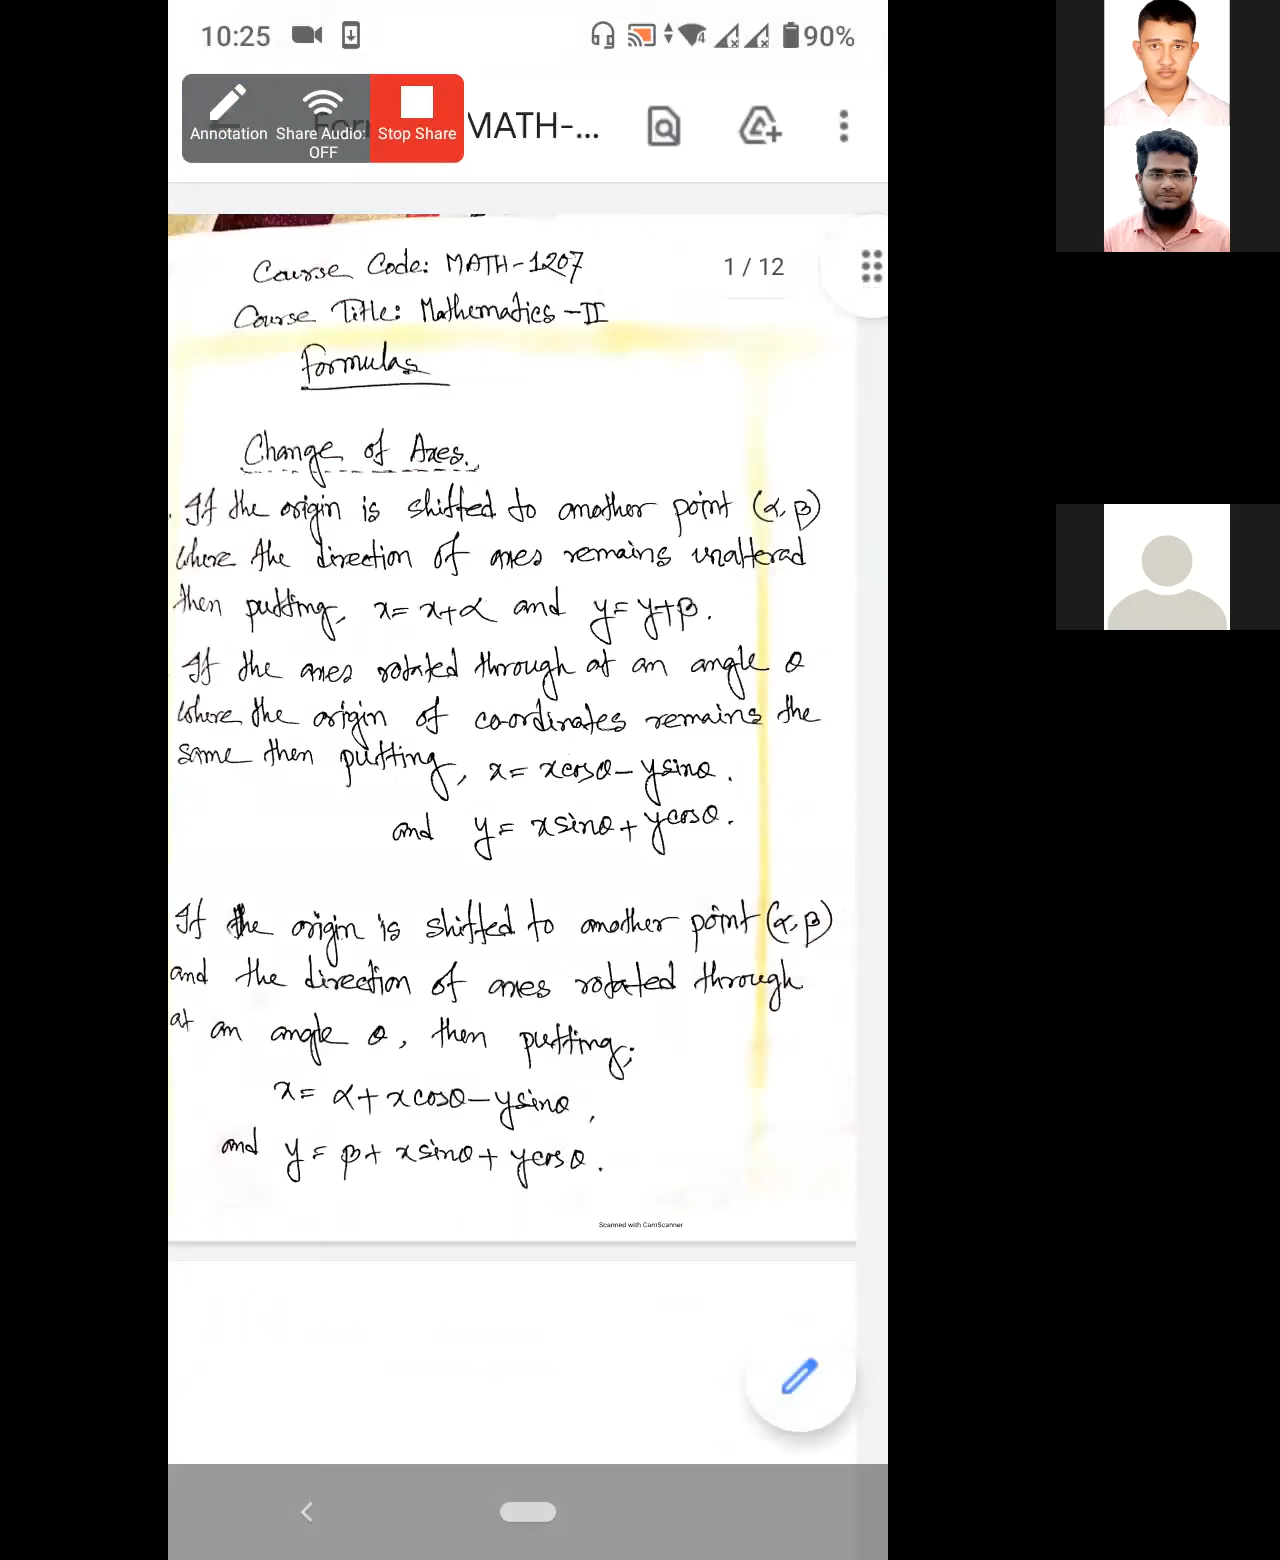 10:25
90%
Annotation
Share Audio:
OFF
Stop Share
MATH-...
1 / 12
Course Code: MATH-1207
Course Title: Mathematics-II
Formulas
Change of Axes.
If the origin is shifted to another point (α, β)
where the direction of axes remains unaltered
then putting, x = x+α and y = y+β.
If the axes rotated through at an angle θ
where the origin of co-ordinates remains the
same then putting, x = xcosθ - ysinθ.
and y = xsinθ + ycosθ.
If the origin is shifted to another point (α, β)
and the direction of axes rotated through
at an angle θ, then putting;
x = α + xcosθ - ysinθ,
and y = β + xsinθ + ycosθ.
Scanned with CamScanner